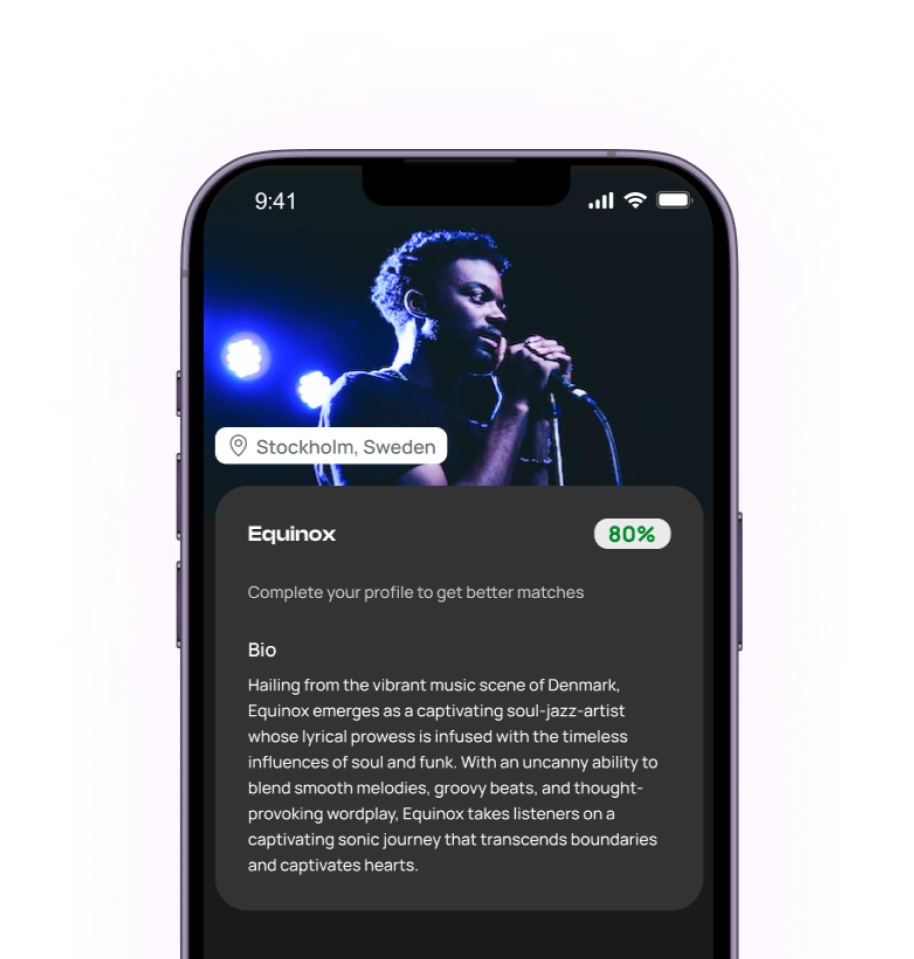 9:41
Stockholm, Sweden
Equinox
80%
Complete your profile to get better matches
Bio
Hailing from the vibrant music scene of Denmark,
Equinox emerges as a captivating soul-jazz-artist
whose lyrical prowess is infused with the timeless
influences of soul and funk. With an uncanny ability to
blend smooth melodies, groovy beats, and thought-
provoking wordplay, Equinox takes listeners on a
captivating sonic journey that transcends boundaries
and captivates hearts.